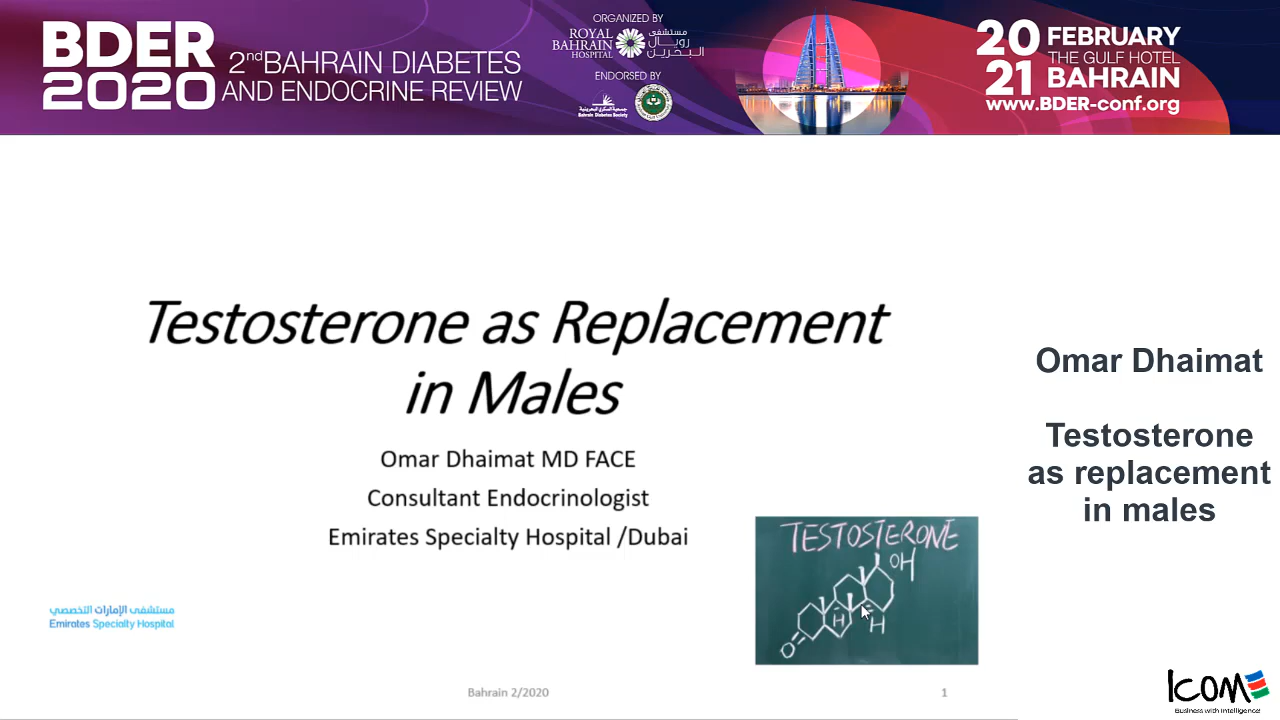 BDER
2020
2nd BAHRAIN DIABETES
AND ENDOCRINE REVIEW
ORGANIZED BY
ROYAL
BAHRAIN
HOSPITAL
مستشفى
رويال
البحرين
ENDORSED BY
جمعية السكري البحرينية
Bahrain Diabetes Society
20 FEBRUARY
THE GULF HOTEL
21 BAHRAIN
www.BDER-conf.org
Testosterone as Replacement
in Males
Omar Dhaimat MD FACE
Consultant Endocrinologist
Emirates Specialty Hospital /Dubai
TESTOSTERONE
OH
H
H
O
مستشفى الإمارات التخصصي
Emirates Specialty Hospital
Bahrain 2/2020
1
Omar Dhaimat
Testosterone
as replacement
in males
ICOM
Business with Intelligence!